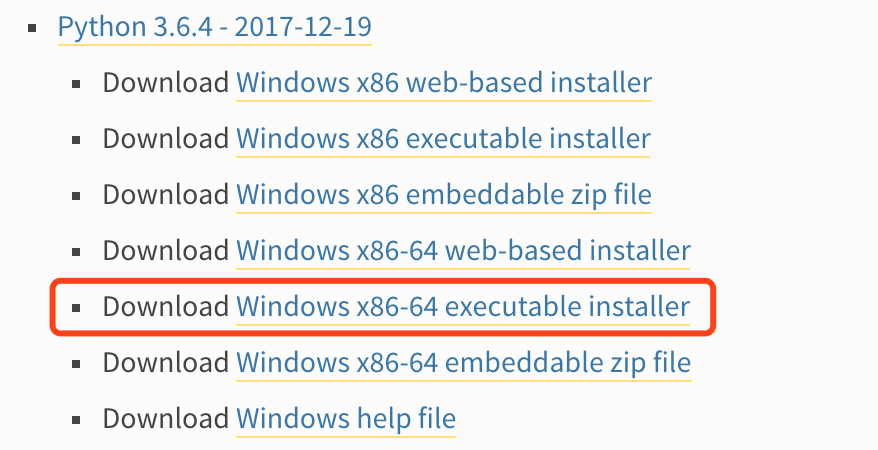 Python 3.6.4 - 2017-12-19
Download Windows x86 web-based installer
Download Windows x86 executable installer
Download Windows x86 embeddable zip file
Download Windows x86-64 web-based installer
Download Windows x86-64 executable installer
Download Windows x86-64 embeddable zip file
Download Windows help file